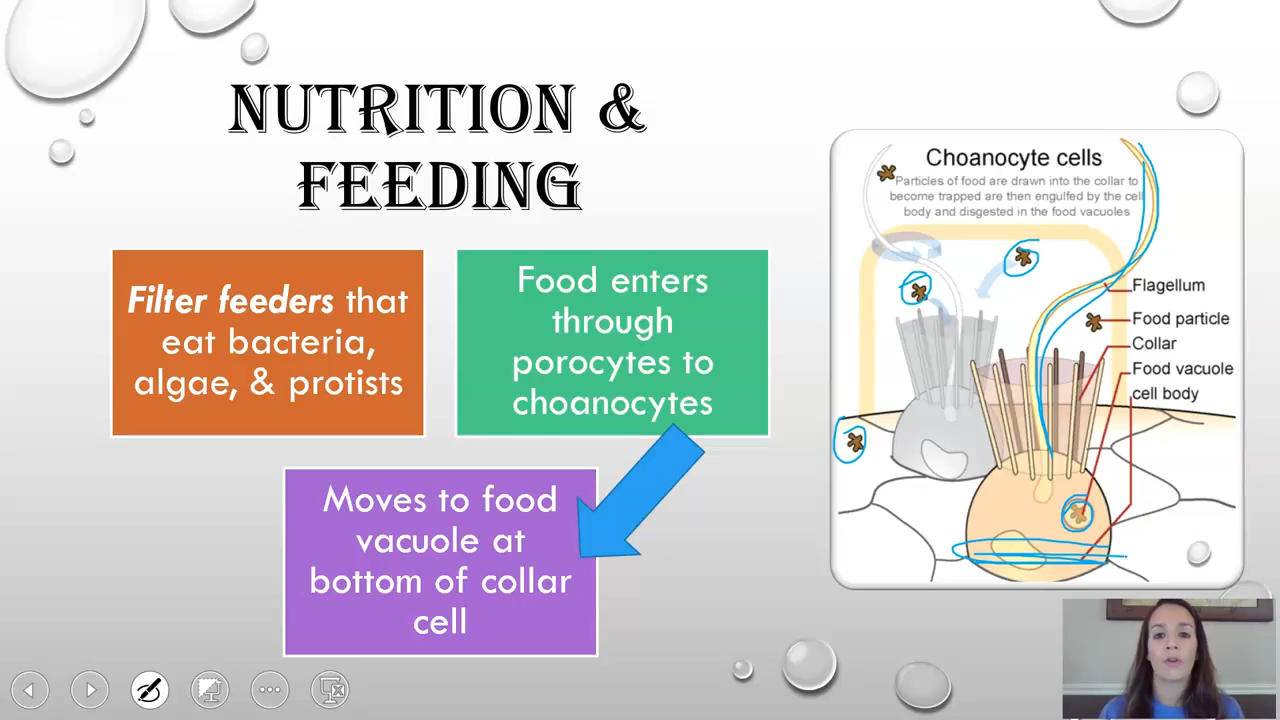 NUTRITION &
FEEDING
Filter feeders that
eat bacteria,
algae, & protists
Food enters
through
porocytes to
choanocytes
Moves to food
vacuole at
bottom of collar
cell
Choanocyte cells
Particles of food are drawn into the collar to
become trapped are then engulfed by the cell
body and disgested in the food vacuoles
Flagellum
Food particle
Collar
Food vacuole
cell body